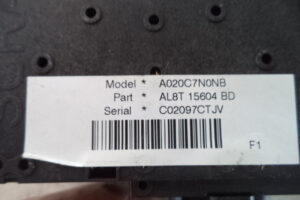 Model * A020C7N0NB
Part * AL8T 15604 BD
Serial * C02097CTJV
F1